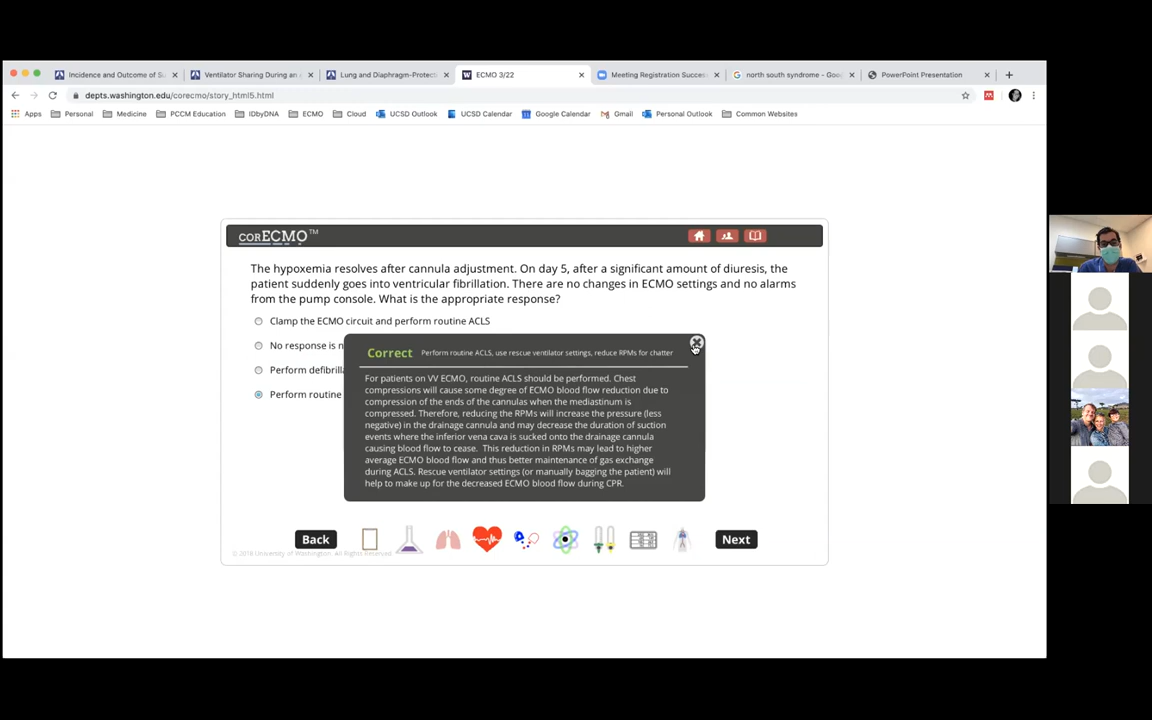 Incidence and Outcome of Su
Ventilator Sharing During an
Lung and Diaphragm-Protect
ECMO 3/22
Meeting Registration Success
north south syndrome - Goo
PowerPoint Presentation
depts.washington.edu/corecmo/story_html5.html
Apps Personal Medicine PCCM Education IDbyDNA ECMO Cloud UCSD Outlook UCSD Calendar Google Calendar Gmail Personal Outlook Common Websites
CORECMO™
The hypoxemia resolves after cannula adjustment. On day 5, after a significant amount of diuresis, the
patient suddenly goes into ventricular fibrillation. There are no changes in ECMO settings and no alarms
from the pump console. What is the appropriate response?
Clamp the ECMO circuit and perform routine ACLS
No response is n
Perform defibrilla
Perform routine
Correct Perform routine ACLS, use rescue ventilator settings, reduce RPMs for chatter
For patients on VV ECMO, routine ACLS should be performed. Chest
compressions will cause some degree of ECMO blood flow reduction due to
compression of the ends of the cannulas when the mediastinum is
compressed. Therefore, reducing the RPMs will increase the pressure (less
negative) in the drainage cannula and may decrease the duration of suction
events where the inferior vena cava is sucked onto the drainage cannula
causing blood flow to cease. This reduction in RPMs may lead to higher
average ECMO blood flow and thus better maintenance of gas exchange
during ACLS. Rescue ventilator settings (or manually bagging the patient) will
help to make up for the decreased ECMO blood flow during CPR.
Back
Next
© 2018 University of Washington. All Rights Reserved.